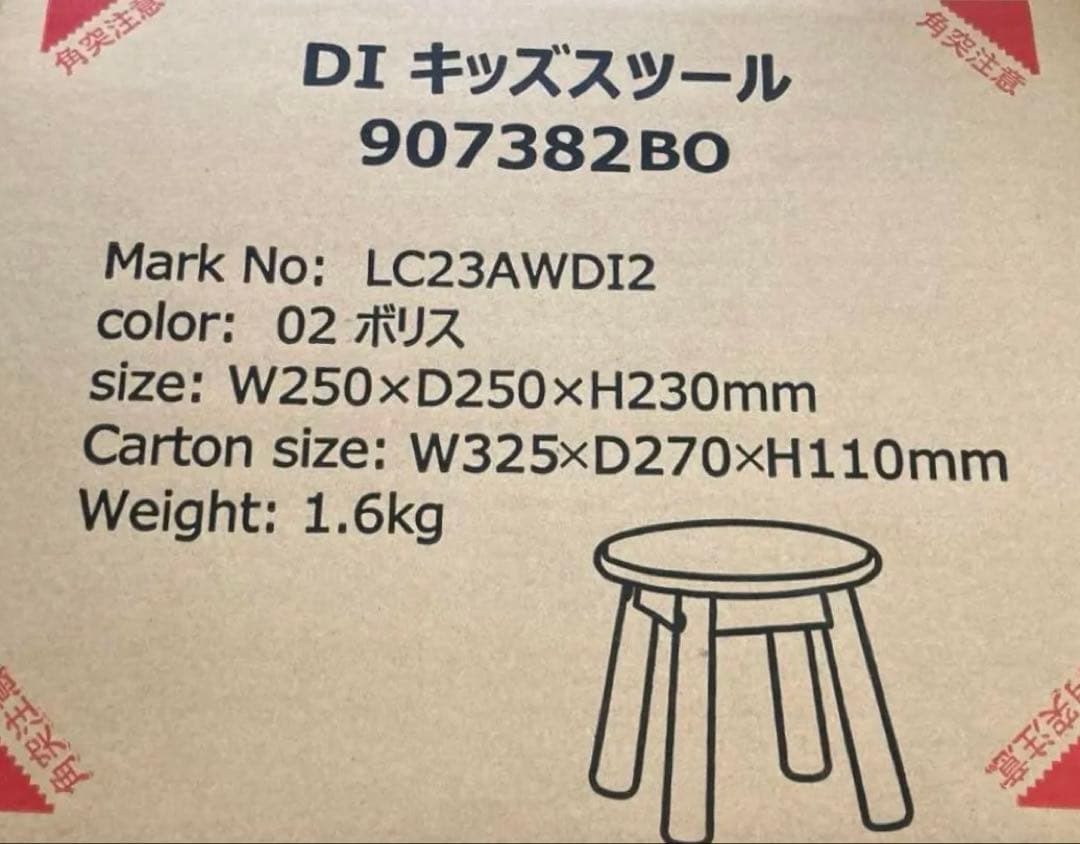 角突注意
角突注意
DI キッズスツール
907382BO
Mark No: LC23AWDI2
color: 02 ボリス
size: W250×D250×H230mm
Carton size: W325×D270×H110mm
Weight: 1.6kg
角突注意
角突注意